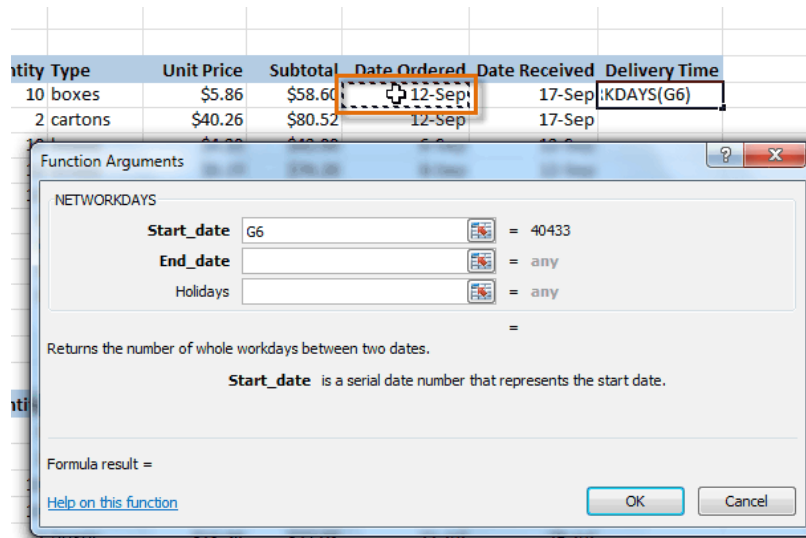 ntity Type Unit Price Subtotal Date Ordered Date Received Delivery Time
10 boxes $5.86 $58.60 12-Sep 17-Sep :KDAYS(G6)
2 cartons $40.26 $80.52 12-Sep 17-Sep
Function Arguments
NETWORKDAYS
Start_date G6 = 40433
End_date = any
Holidays = any
=
Returns the number of whole workdays between two dates.
Start_date is a serial date number that represents the start date.
nti
Formula result =
Help on this function OK Cancel